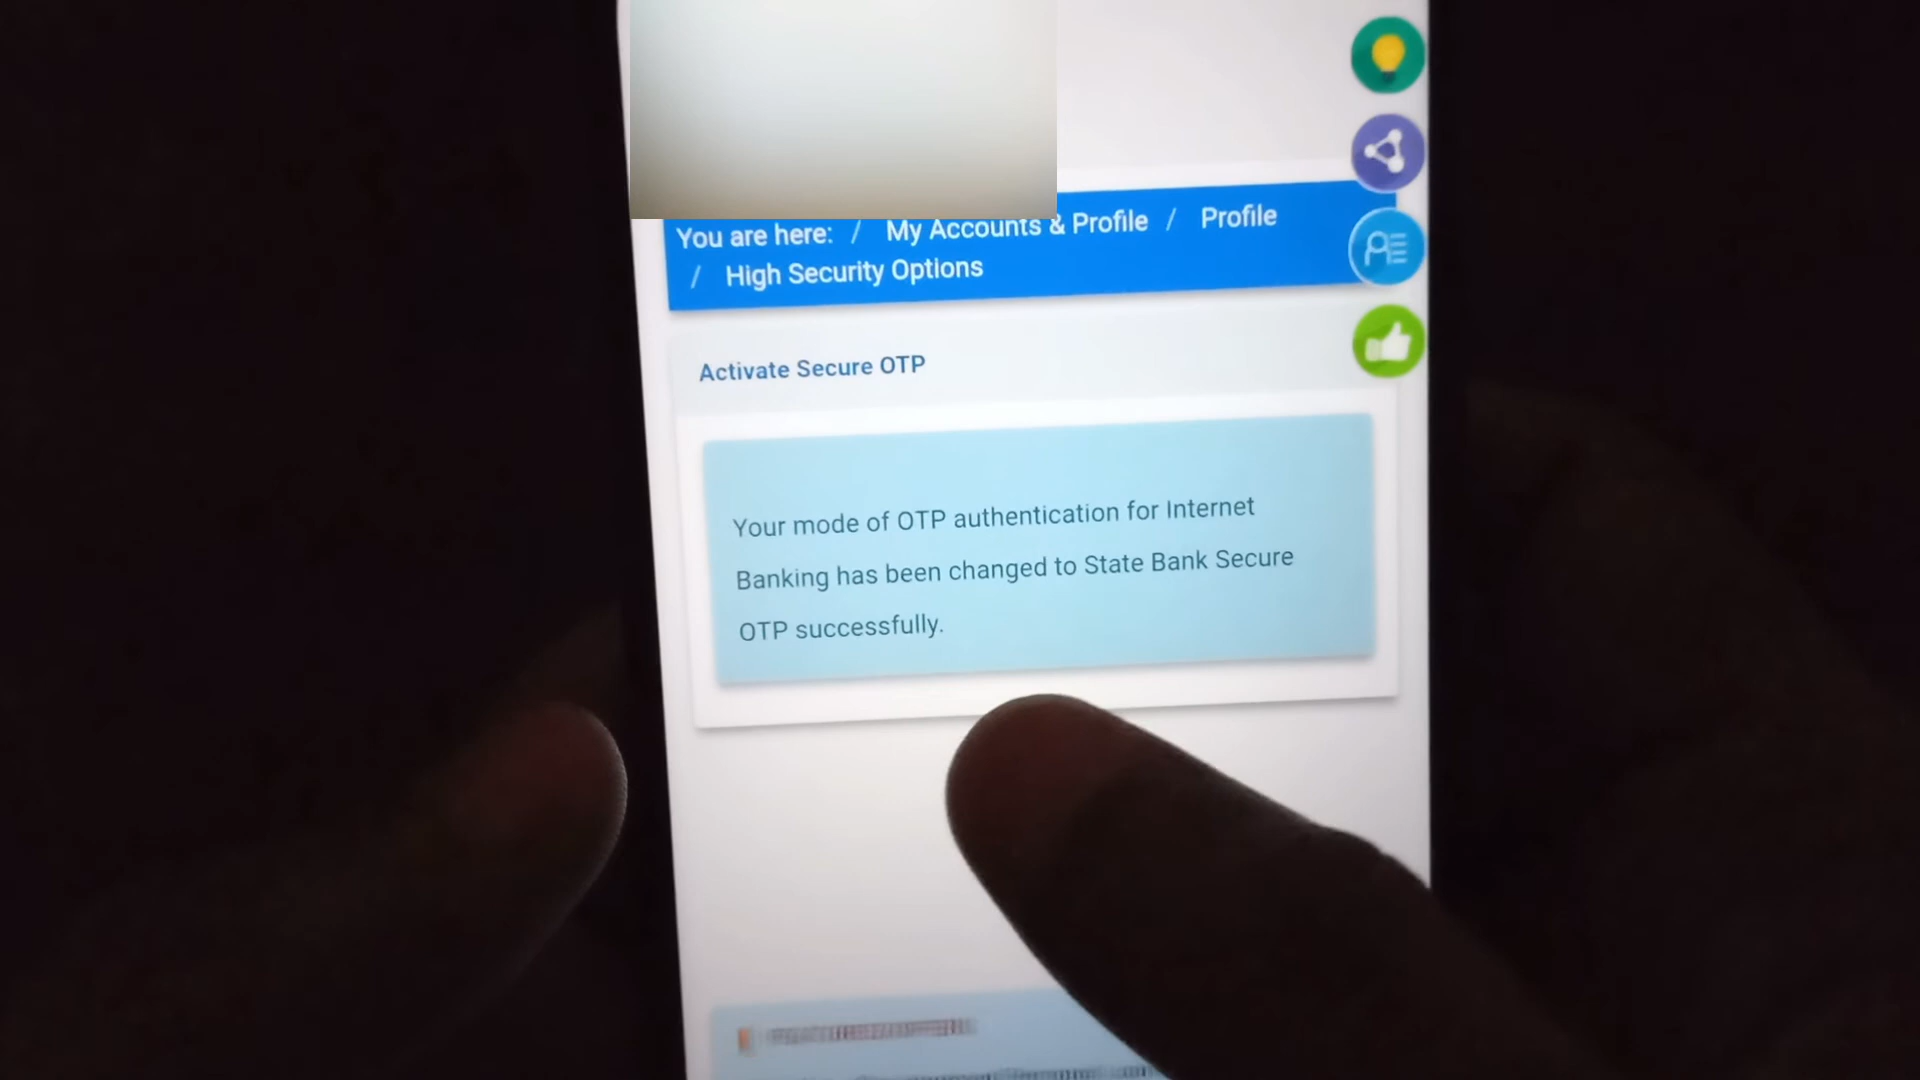 You are here: / My Accounts & Profile / Profile
/ High Security Options
Activate Secure OTP
Your mode of OTP authentication for Internet
Banking has been changed to State Bank Secure
OTP successfully.